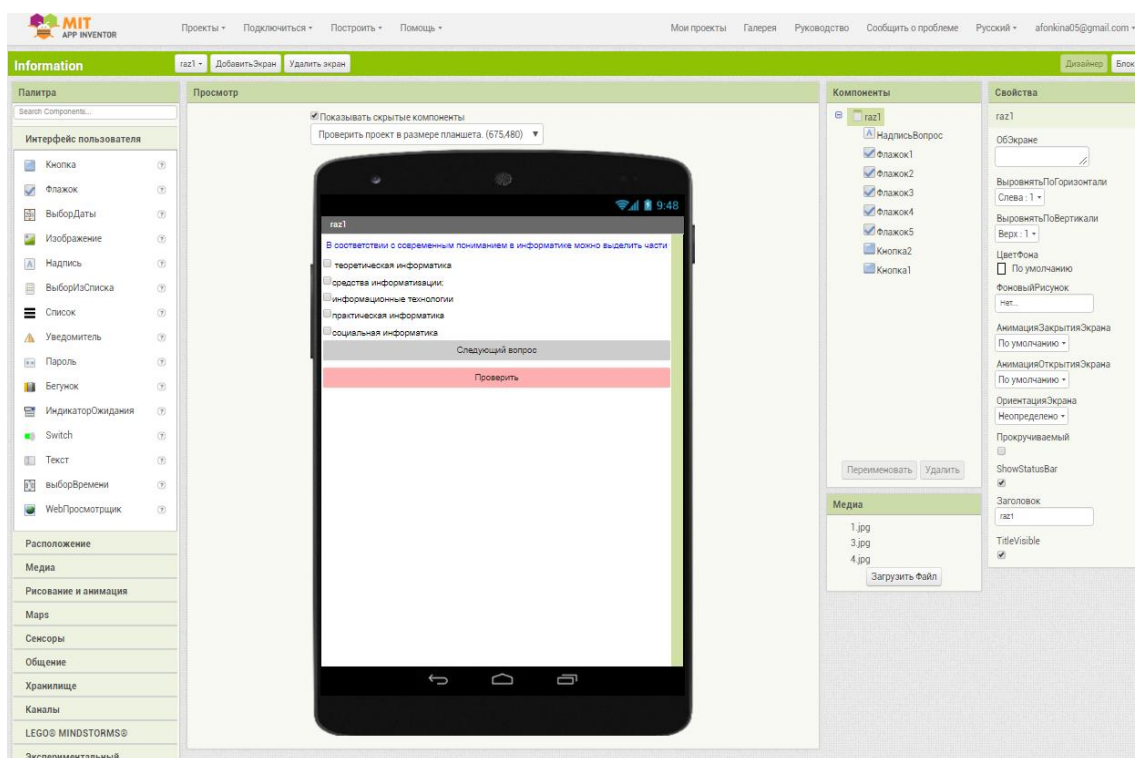 MIT
APP INVENTOR
Проекты Подключиться Построить Помощь Мои проекты Галерея Руководство Сообщить о проблеме Русский afonkina05@gmail.com
Information raz1 ДобавитьЭкран Удалить экран Дизайнер Блок
Палитра
Search Components...
Интерфейс пользователя
Кнопка
Флажок
ВыборДаты
Изображение
Надпись
ВыборИзСписка
Список
Уведомитель
Пароль
Бегунок
ИндикаторОжидания
Switch
Текст
выборВремени
WebПросмотрщик
Расположение
Медиа
Рисование и анимация
Maps
Сенсоры
Общение
Хранилище
Каналы
LEGO® MINDSTORMS®
Экспериментальный
Просмотр
Показывать скрытые компоненты
Проверить проект в размере планшета. (675,480)
9:48
raz1
В соответствии с современным пониманием в информатике можно выделить части
теоретическая информатика
средства информатизации;
информационные технологии
практическая информатика
социальная информатика
Следующий вопрос
Проверить
Компоненты
raz1
НадписьВопрос
Флажок1
Флажок2
Флажок3
Флажок4
Флажок5
Кнопка2
Кнопка1
Переименовать Удалить
Медиа
1.jpg
3.jpg
4.jpg
Загрузить Файл
Свойства
raz1
ОбЭкране
ВыровнятьПоГоризонтали
Слева : 1
ВыровнятьПоВертикали
Верх : 1
ЦветФона
По умолчанию
ФоновыйРисунок
Нет...
АнимацияЗакрытияЭкрана
По умолчанию
АнимацияОткрытияЭкрана
По умолчанию
ОриентацияЭкрана
Неопределено
Прокручиваемый
ShowStatusBar
Заголовок
raz1
TitleVisible